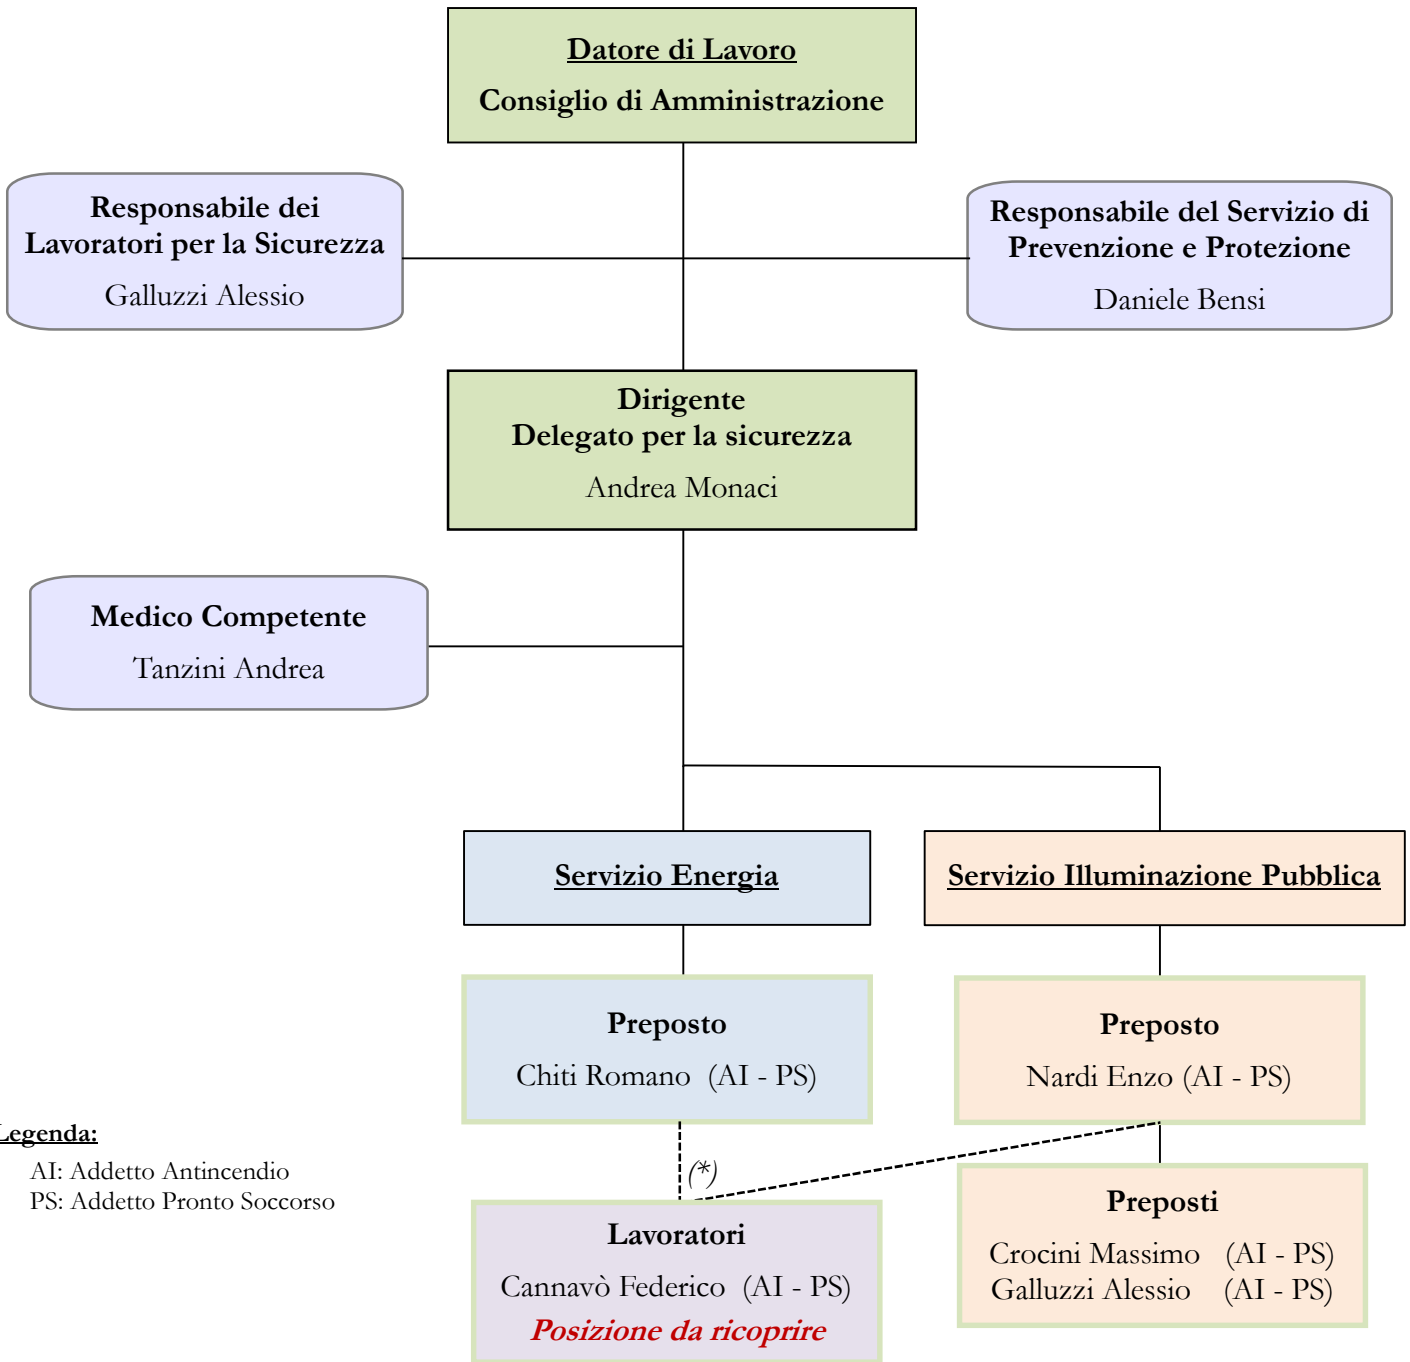 Datore di Lavoro
Consiglio di Amministrazione
Responsabile dei
Lavoratori per la Sicurezza
Galluzzi Alessio
Responsabile del Servizio di
Prevenzione e Protezione
Daniele Bensi
Dirigente
Delegato per la sicurezza
Andrea Monaci
Medico Competente
Tanzini Andrea
Servizio Energia
Servizio Illuminazione Pubblica
Preposto
Chiti Romano (AI - PS)
Preposto
Nardi Enzo (AI - PS)
Legenda:
AI: Addetto Antincendio
PS: Addetto Pronto Soccorso
(*)
Lavoratori
Cannavò Federico (AI - PS)
Posizione da ricoprire
Preposti
Crocini Massimo (AI - PS)
Galluzzi Alessio (AI - PS)